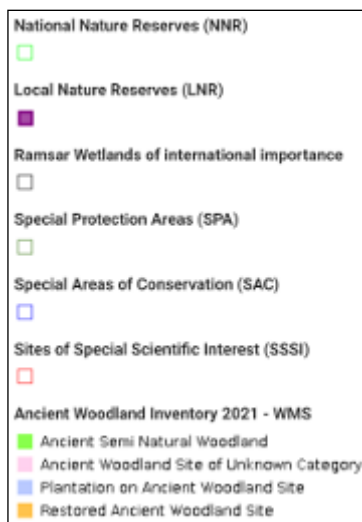 National Nature Reserves (NNR)
Local Nature Reserves (LNR)
Ramsar Wetlands of international importance
Special Protection Areas (SPA)
Special Areas of Conservation (SAC)
Sites of Special Scientific Interest (SSSI)
Ancient Woodland Inventory 2021 - WMS
Ancient Semi Natural Woodland
Ancient Woodland Site of Unknown Category
Plantation on Ancient Woodland Site
Restored Ancient Woodland Site